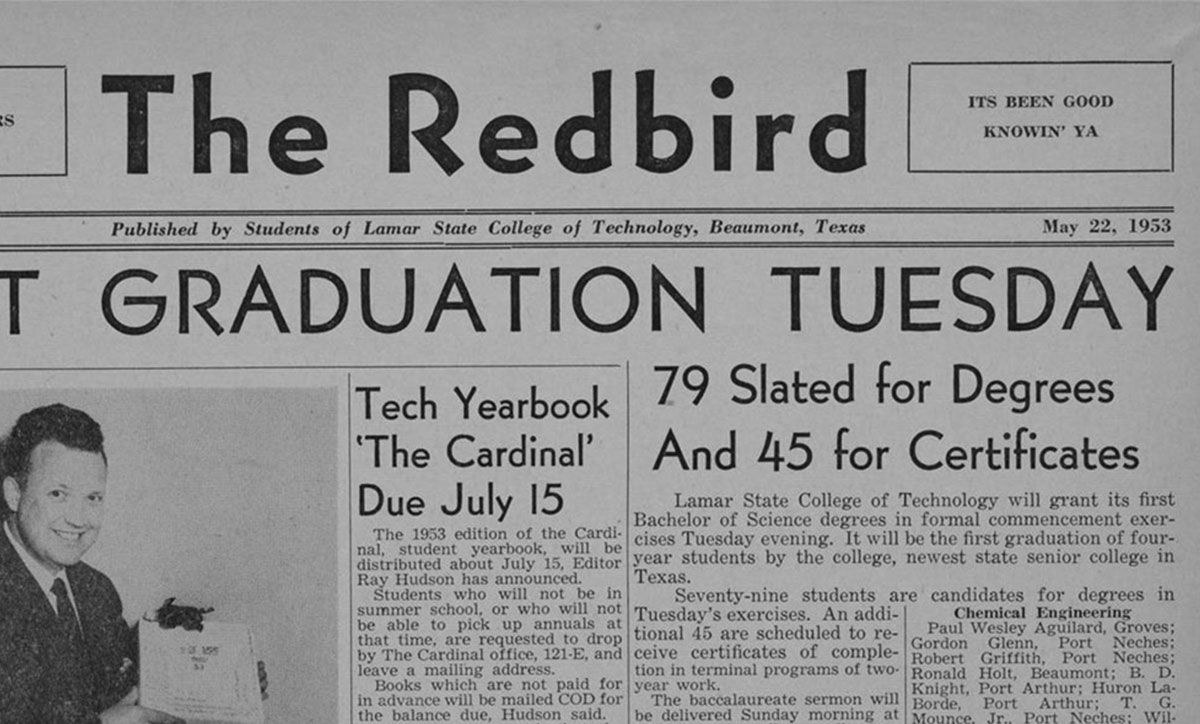 RS
The Redbird
ITS BEEN GOOD
KNOWIN' YA
Published by Students of Lamar State College of Technology, Beaumont, Texas
May 22, 1953
T GRADUATION TUESDAY
Tech Yearbook
'The Cardinal'
Due July 15
The 1953 edition of the Cardi-
nal, student yearbook, will be
distributed about July 15, Editor
Ray Hudson has announced.
Students who will not be in
summer school, or who will not
be able to pick up annuals at
that time, are requested to drop
by The Cardinal office, 121-E, and
leave a mailing address.
Books which are not paid for
in advance will be mailed COD for
the balance due, Hudson said.
79 Slated for Degrees
And 45 for Certificates
Lamar State College of Technology will grant its first
Bachelor of Science degrees in formal commencement exer-
cises Tuesday evening. It will be the first graduation of four-
year students by the college, newest state senior college in
Texas.
Seventy-nine students are candidates for degrees in
Tuesday's exercises. An addi-
tional 45 are scheduled to re-
ceive certificates of comple-
tion in terminal programs of two-
year work.
The baccalaureate sermon will
be delivered Sunday morning at
Chemical Engineering
Paul Wesley Aguilard, Groves;
Gordon Glenn, Port Neches;
Robert Griffith, Port Neches;
Ronald Holt, Beaumont; B. D.
Knight, Port Arthur; Huron La-
Borde, Port Arthur; T. G.
Mounce, Jr., Port Neches; Wil-